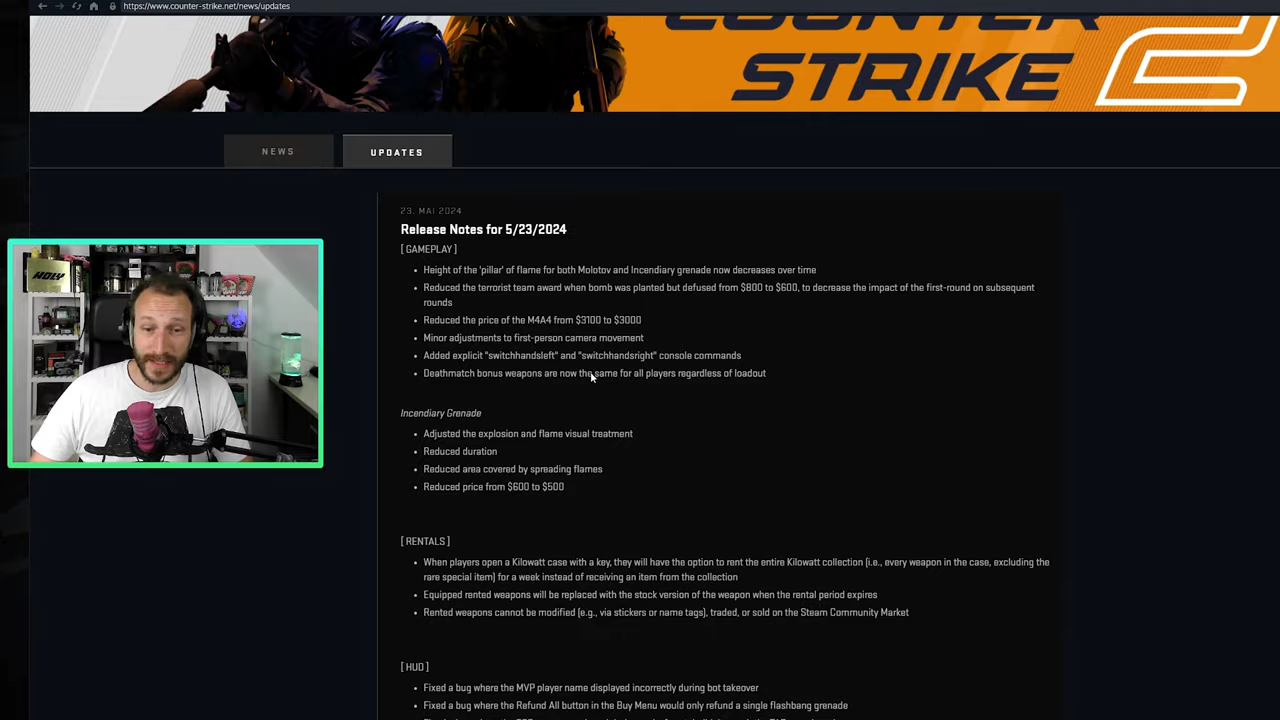 https://www.counter-strike.net/news/updates
COUNTER
STRIKE
NEWS
UPDATES
23. MAI 2024
Release Notes for 5/23/2024
[ GAMEPLAY ]
• Height of the 'pillar' of flame for both Molotov and Incendiary grenade now decreases over time
• Reduced the terrorist team award when bomb was planted but defused from $800 to $600, to decrease the impact of the first-round on subsequent
rounds
• Reduced the price of the M4A4 from $3100 to $3000
• Minor adjustments to first-person camera movement
• Added explicit "switchhandsleft" and "switchhandsright" console commands
• Deathmatch bonus weapons are now the same for all players regardless of loadout
HOLY
Incendiary Grenade
• Adjusted the explosion and flame visual treatment
• Reduced duration
• Reduced area covered by spreading flames
• Reduced price from $600 to $500
[ RENTALS ]
• When players open a Kilowatt case with a key, they will have the option to rent the entire Kilowatt collection (i.e., every weapon in the case, excluding the
rare special item) for a week instead of receiving an item from the collection
• Equipped rented weapons will be replaced with the stock version of the weapon when the rental period expires
• Rented weapons cannot be modified (e.g., via stickers or name tags), traded, or sold on the Steam Community Market
[ HUD ]
• Fixed a bug where the MVP player name displayed incorrectly during bot takeover
• Fixed a bug where the Refund All button in the Buy Menu would only refund a single flashbang grenade